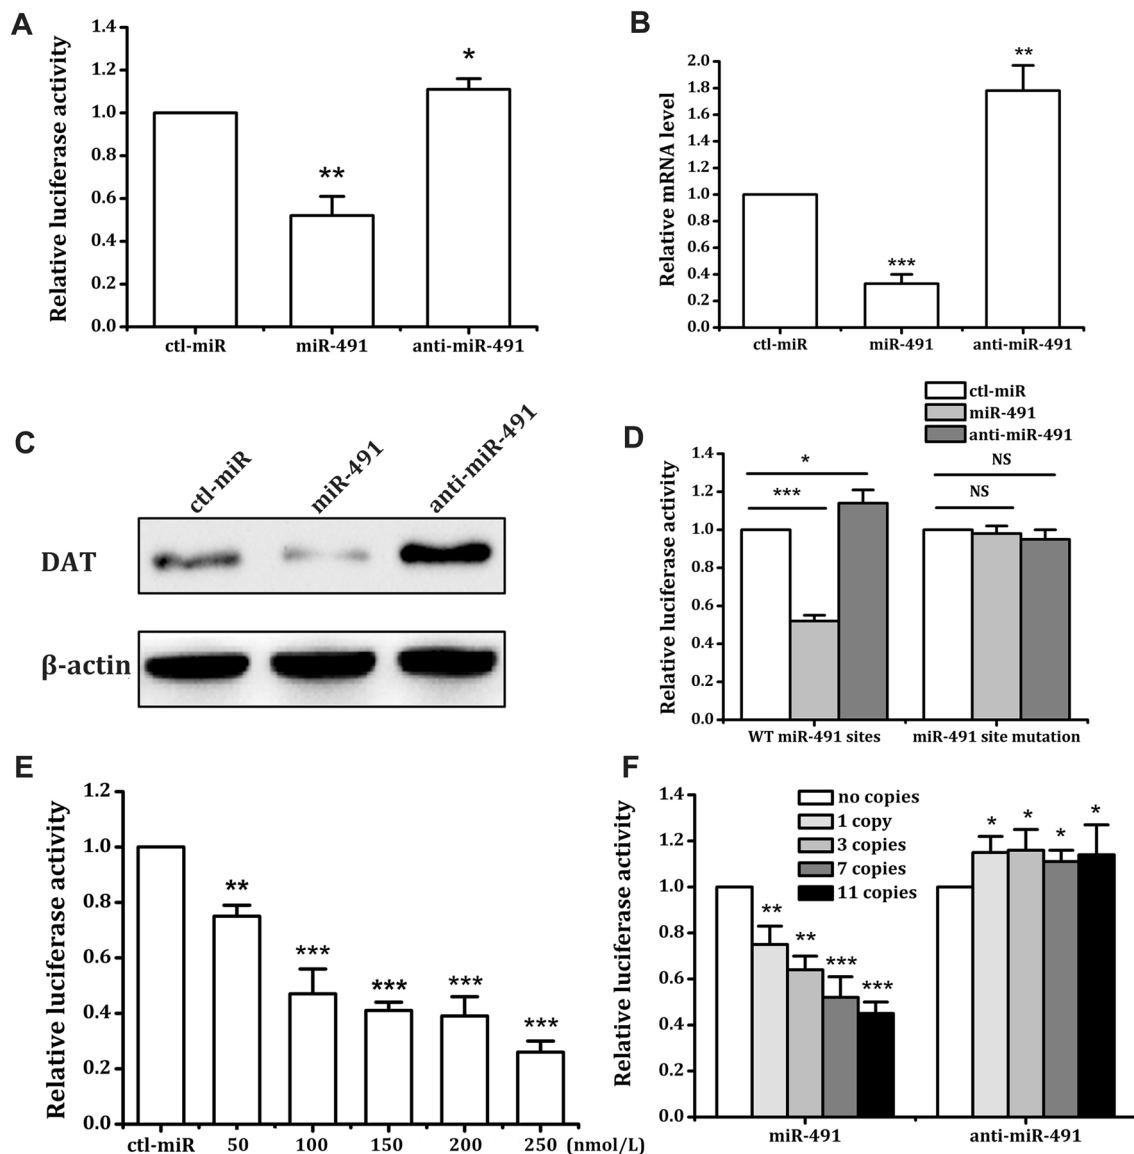 A
Relative luciferase activity
1.4
1.2
1.0
0.8
0.6
0.4
0.2
0.0
*
**
ctl-miR miR-491 anti-miR-491
B
Relative mRNA level
2.0
1.8
1.6
1.4
1.2
1.0
0.8
0.6
0.4
0.2
0.0
**
***
ctl-miR miR-491 anti-miR-491
C
ctl-miR
miR-491
anti-miR-491
DAT
β-actin
D
ctl-miR
miR-491
anti-miR-491
Relative luciferase activity
1.4
1.2
1.0
0.8
0.6
0.4
0.2
0.0
*
***
NS
NS
WT miR-491 sites miR-491 site mutation
E
Relative luciferase activity
1.2
1.0
0.8
0.6
0.4
0.2
0.0
**
***
***
***
***
ctl-miR 50 100 150 200 250 (nmol/L)
F
Relative luciferase activity
1.4
1.2
1.0
0.8
0.6
0.4
0.2
0.0
no copies
1 copy
3 copies
7 copies
11 copies
**
**
***
***
*
*
*
*
miR-491 anti-miR-491